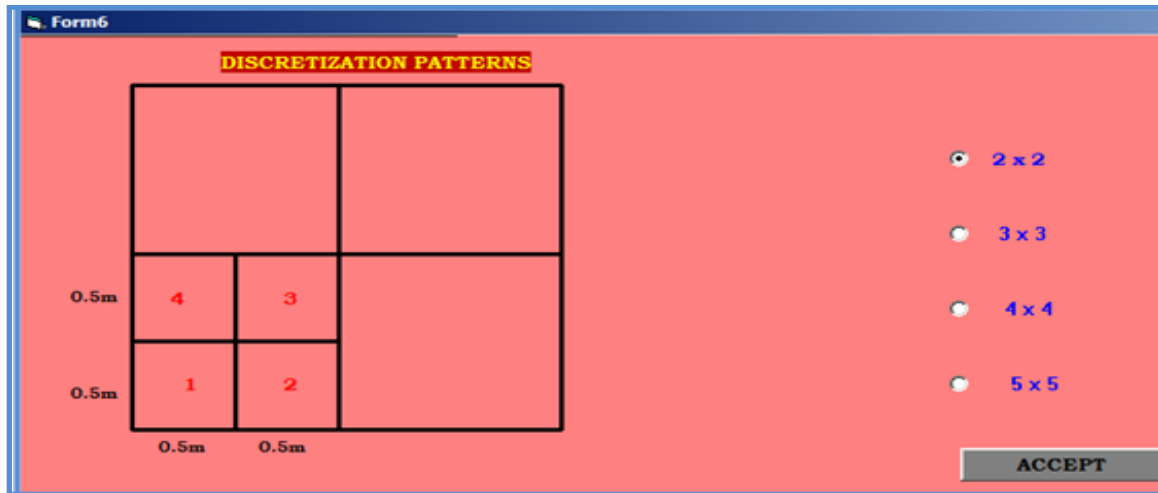 Form6
DISCRETIZATION PATTERNS
2 x 2
3 x 3
0.5m 4 3
4 x 4
0.5m 1 2
5 x 5
0.5m 0.5m
ACCEPT